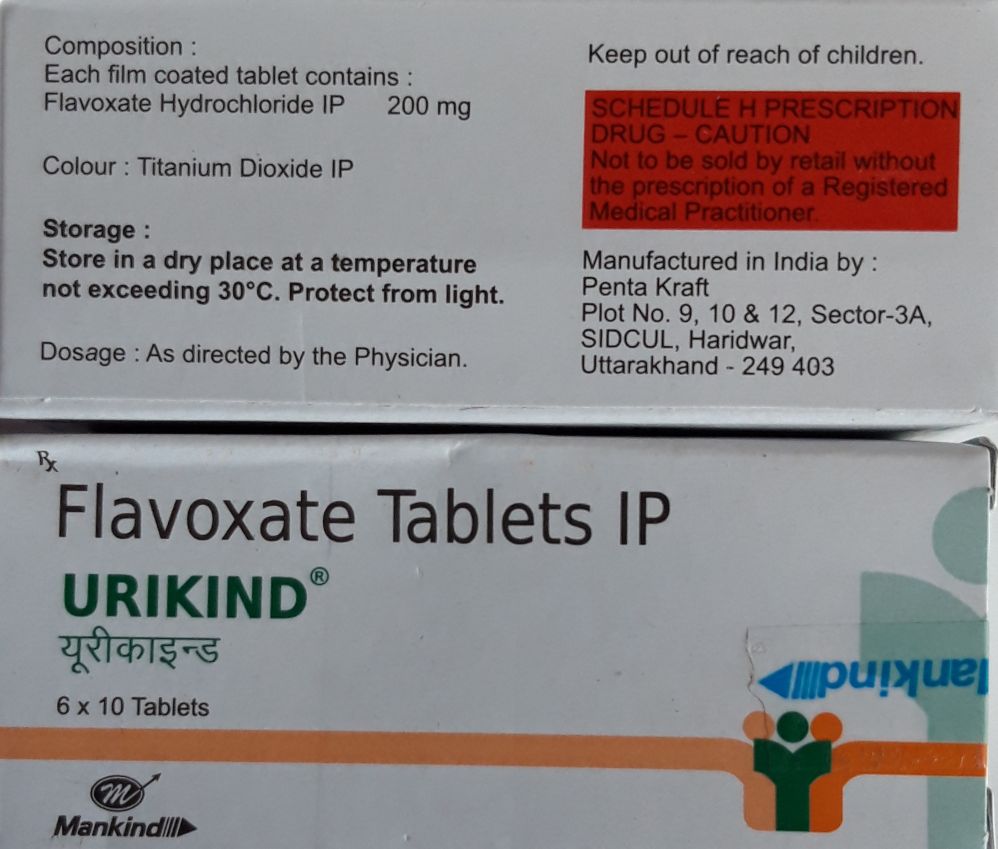 Composition :
Each film coated tablet contains :
Flavoxate Hydrochloride IP 200 mg
Colour : Titanium Dioxide IP
Storage :
Store in a dry place at a temperature
not exceeding 30°C. Protect from light.
Dosage : As directed by the Physician.
Keep out of reach of children.
SCHEDULE H PRESCRIPTION
DRUG – CAUTION
Not to be sold by retail without
the prescription of a Registered
Medical Practitioner.
Manufactured in India by :
Penta Kraft
Plot No. 9, 10 & 12, Sector-3A,
SIDCUL, Haridwar,
Uttarakhand - 249 403
Rx
Flavoxate Tablets IP
URIKIND®
यूरीकाइन्ड
6 x 10 Tablets
ankind
m
Mankind